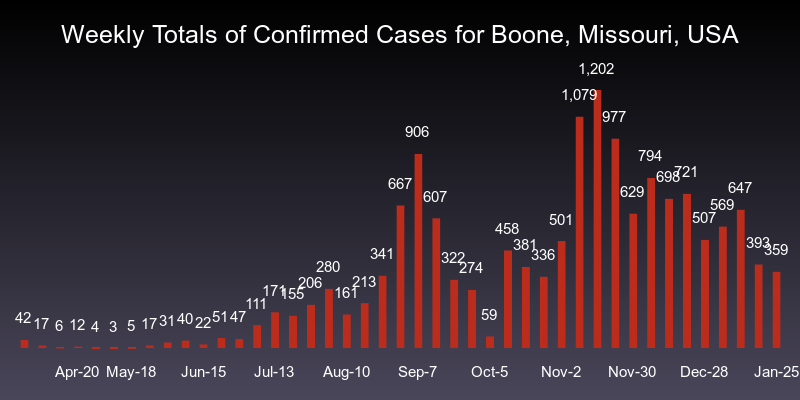 Weekly Totals of Confirmed Cases for Boone, Missouri, USA
42 17 6 12 4 3 5 17 31 40 22 51 47 111 171 155 206 280 161 213 341 667 906 607 322 274 59 458 381 336 501 1,079 1,202 977 629 794 698 721 507 569 647 393 359
Apr-20 May-18 Jun-15 Jul-13 Aug-10 Sep-7 Oct-5 Nov-2 Nov-30 Dec-28 Jan-25